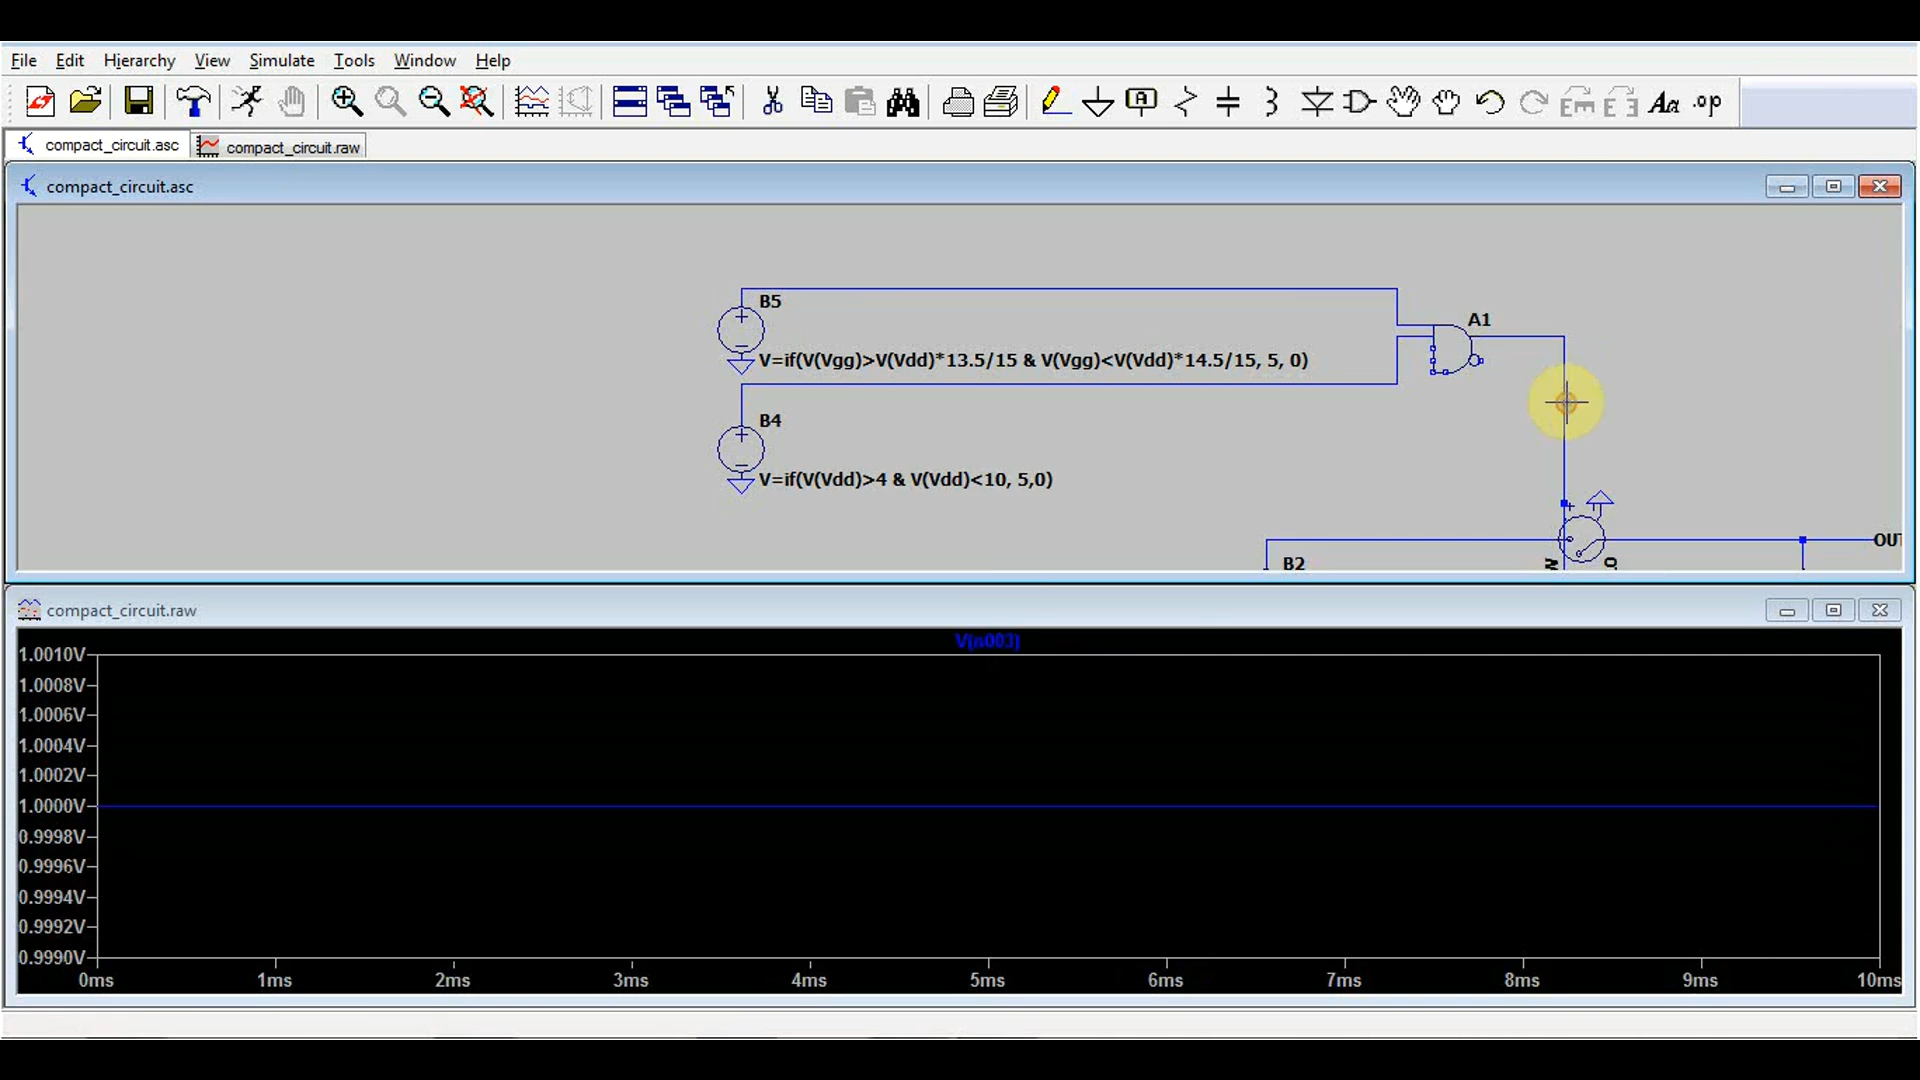 File Edit Hierarchy View Simulate Tools Window Help
Aa .op
compact_circuit.asc compact_circuit.raw
compact_circuit.asc
B5
A1
V=if(V(Vgg)>V(Vdd)*13.5/15 & V(Vgg)<V(Vdd)*14.5/15, 5, 0)
B4
V=if(V(Vdd)>4 & V(Vdd)<10, 5,0)
OUT
B2
compact_circuit.raw
V(n003)
1.0010V
1.0008V
1.0006V
1.0004V
1.0002V
1.0000V
0.9998V
0.9996V
0.9994V
0.9992V
0.9990V
0ms 1ms 2ms 3ms 4ms 5ms 6ms 7ms 8ms 9ms 10ms